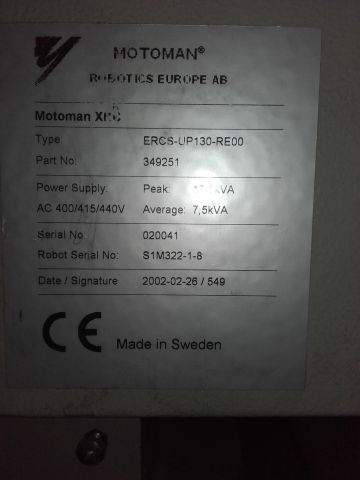 MOTOMAN®
ROBOTICS EUROPE AB
Motoman
Type: ERCS-UP130-RE00
Part No: 349251
Power Supply: Peak:
AC 400/415/440V Average: 7,5kVA
Serial No: 020041
Robot Serial No: S1M322-1-8
Date / Signature 2002-02-26 / 549
CE Made in Sweden